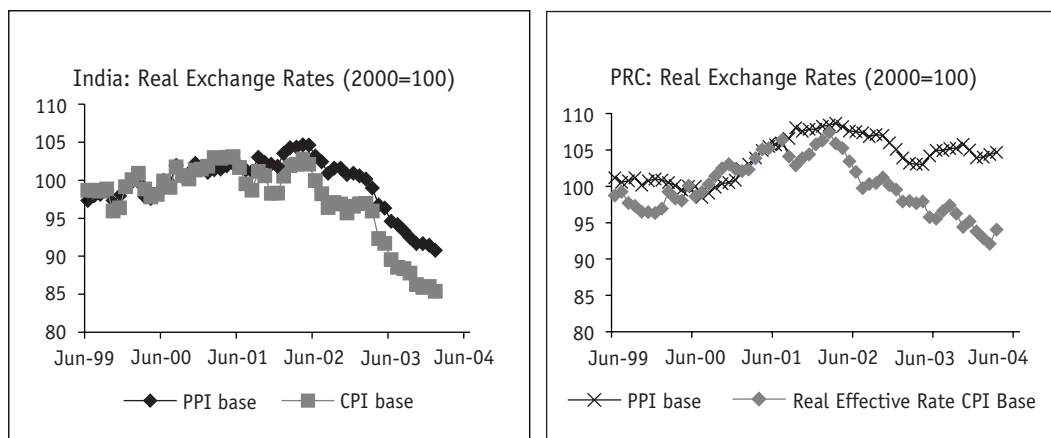 India: Real Exchange Rates (2000=100)
110
105
100
95
90
85
80
Jun-99 Jun-00 Jun-01 Jun-02 Jun-03 Jun-04
PPI base CPI base
PRC: Real Exchange Rates (2000=100)
110
105
100
95
90
85
80
Jun-99 Jun-00 Jun-01 Jun-02 Jun-03 Jun-04
PPI base Real Effective Rate CPI Base